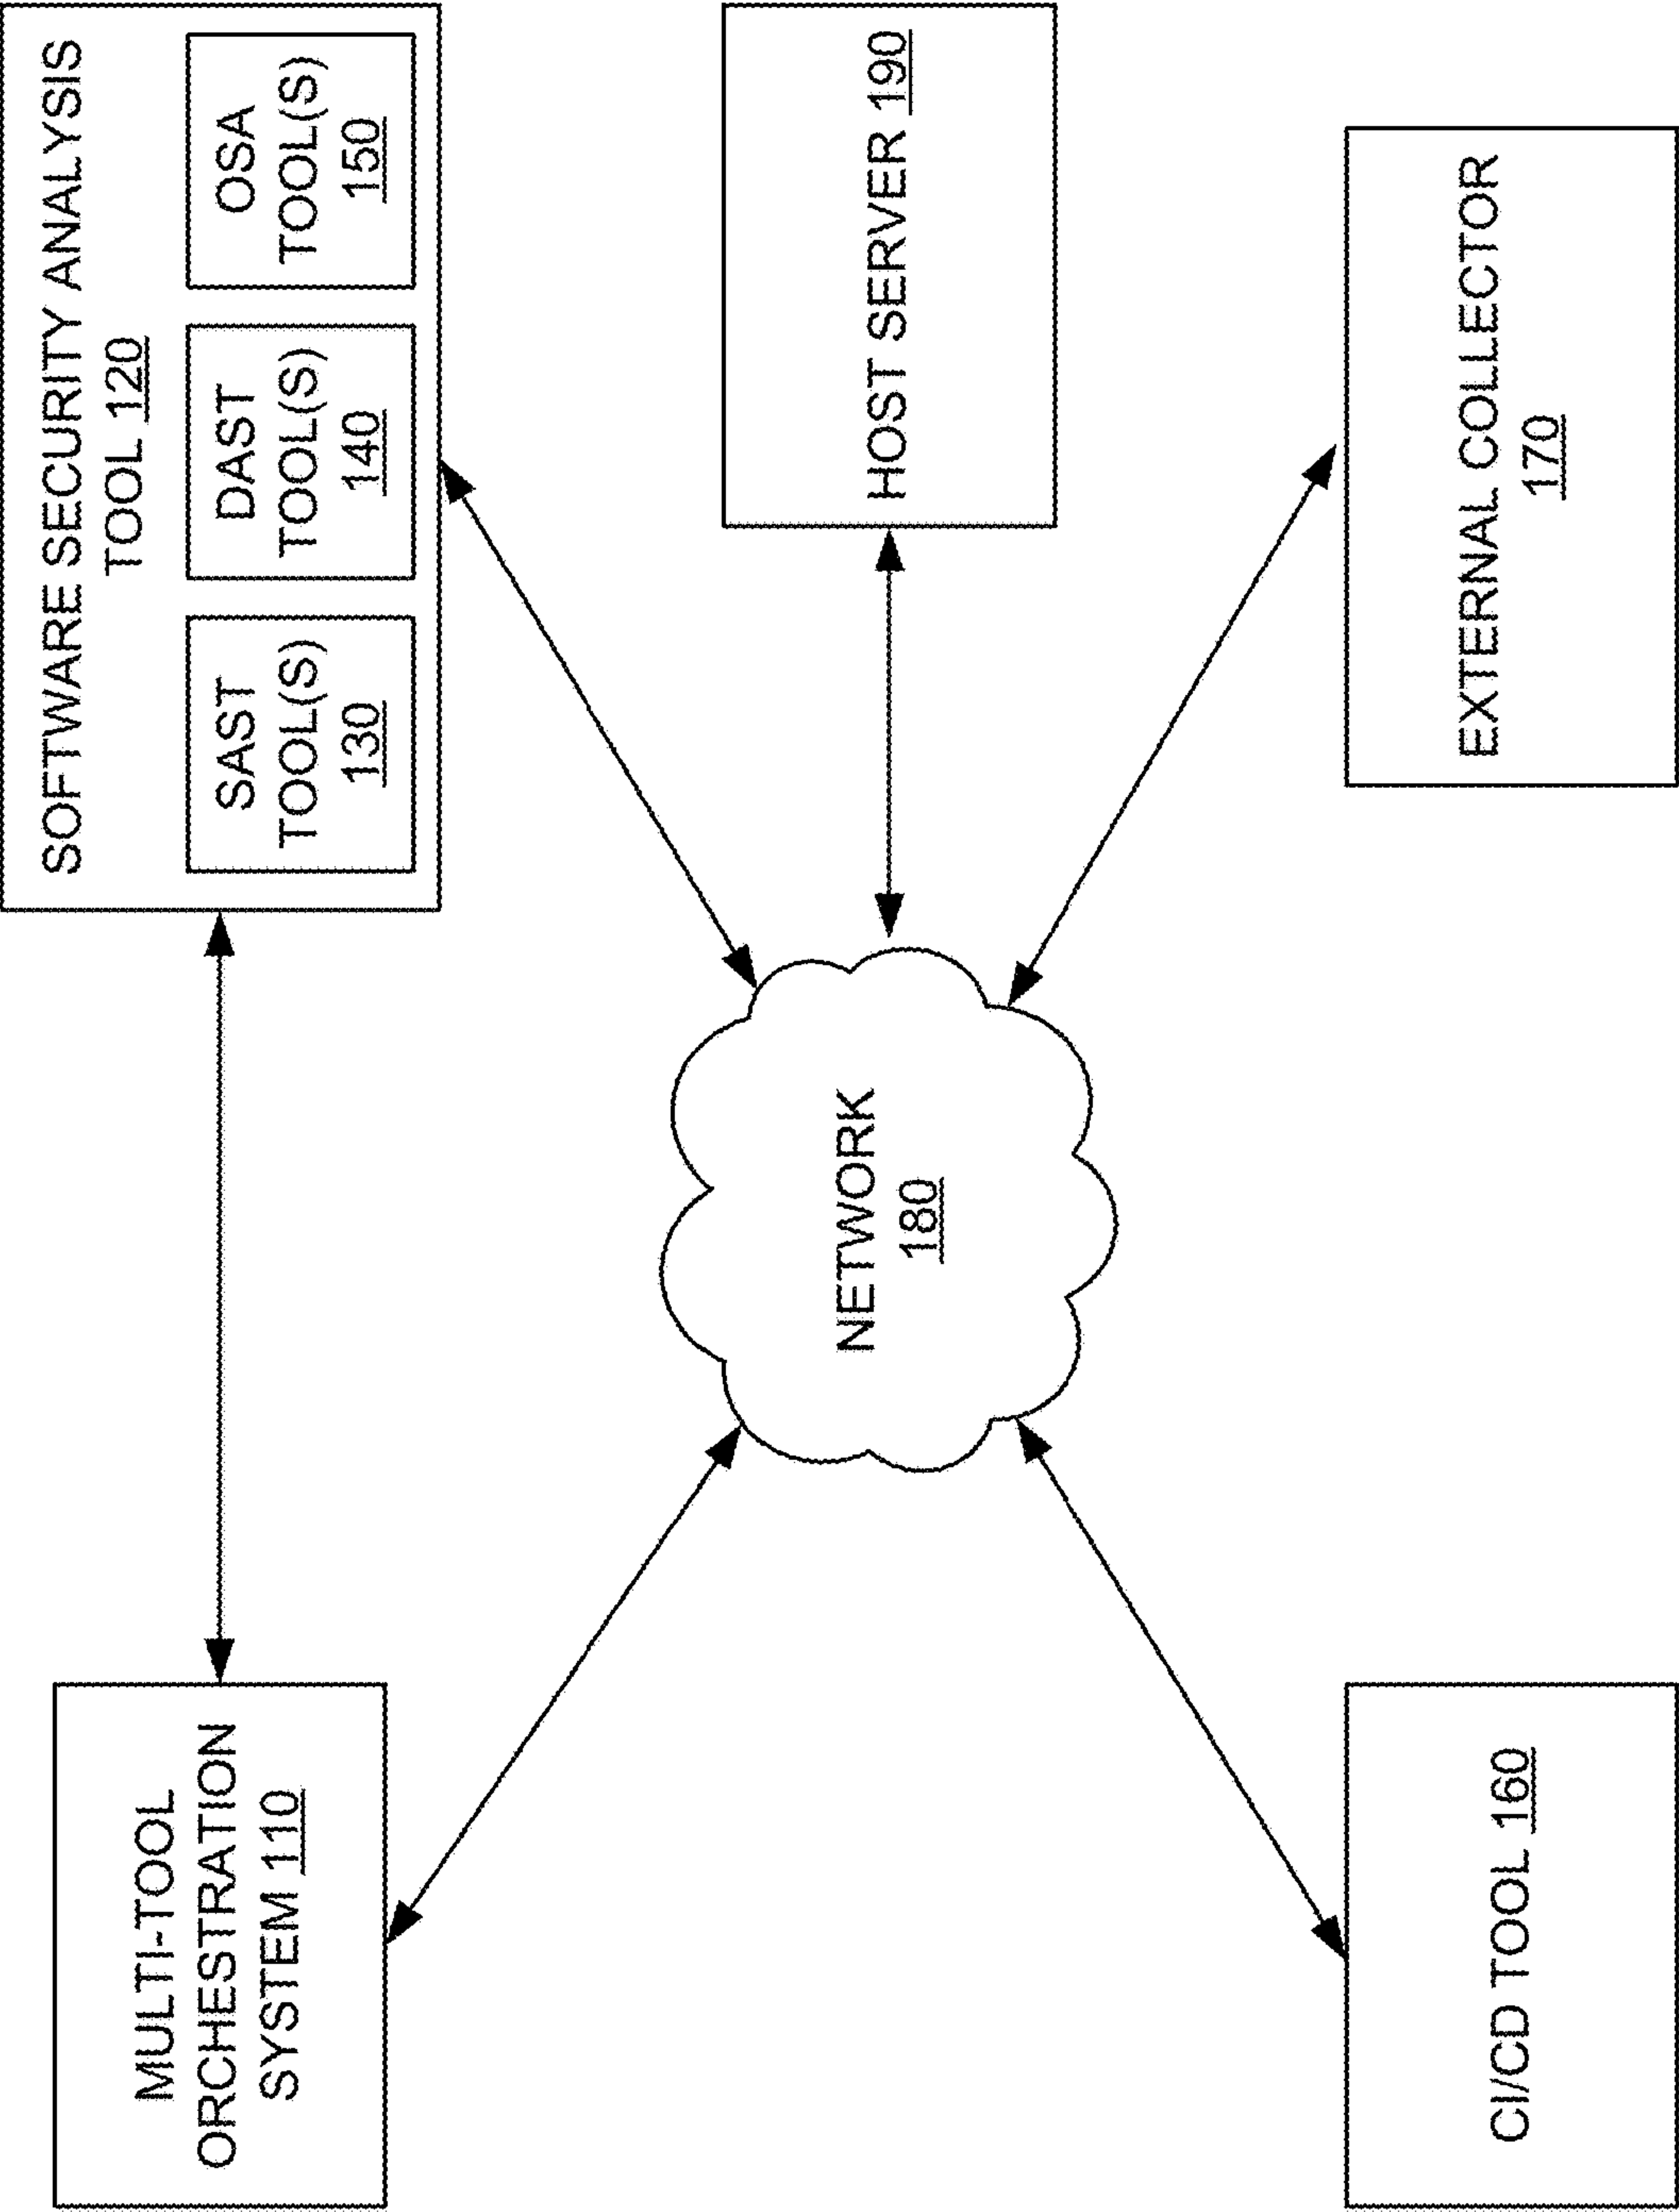 MULTI-TOOL
ORCHESTRATION
SYSTEM 110
SOFTWARE SECURITY ANALYSIS
TOOL 120
SAST
TOOL(S)
130
DAST
TOOL(S)
140
OSA
TOOL(S)
150
NETWORK
180
HOST SERVER 190
CI/CD TOOL 160
EXTERNAL COLLECTOR
170